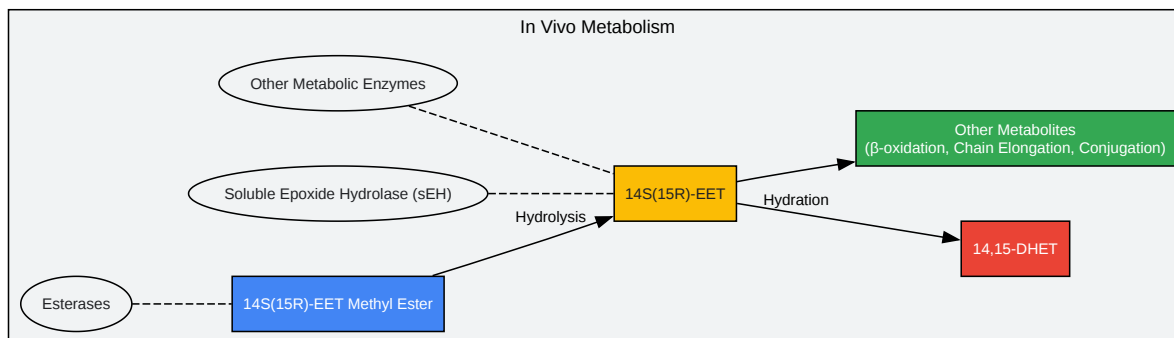 In Vivo Metabolism
Other Metabolic Enzymes
Other Metabolites
(β-oxidation, Chain Elongation, Conjugation)
Soluble Epoxide Hydrolase (sEH)
14S(15R)-EET
Hydration
Hydrolysis
14,15-DHET
Esterases
14S(15R)-EET Methyl Ester